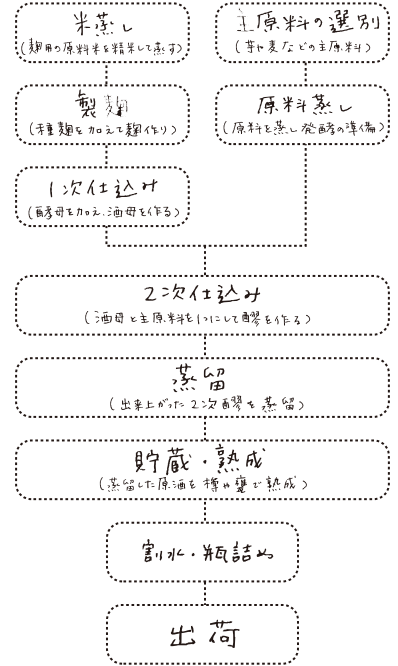 米蒸し
(麹用の原料米を精米して蒸す)
製麹
(種麹を加えて麹作り)
1次仕込み
(酵母を加え、酒母を作る)
主原料の選別
(芋や麦などの主原料)
原料蒸し
(原料を蒸し発酵の準備)
2次仕込み
(酒母と主原料を1つにして醪を作る)
蒸留
(出来上がった2次醪を蒸留)
貯蔵・熟成
(蒸留した原酒を樽や甕で熟成)
割水・瓶詰め
出荷